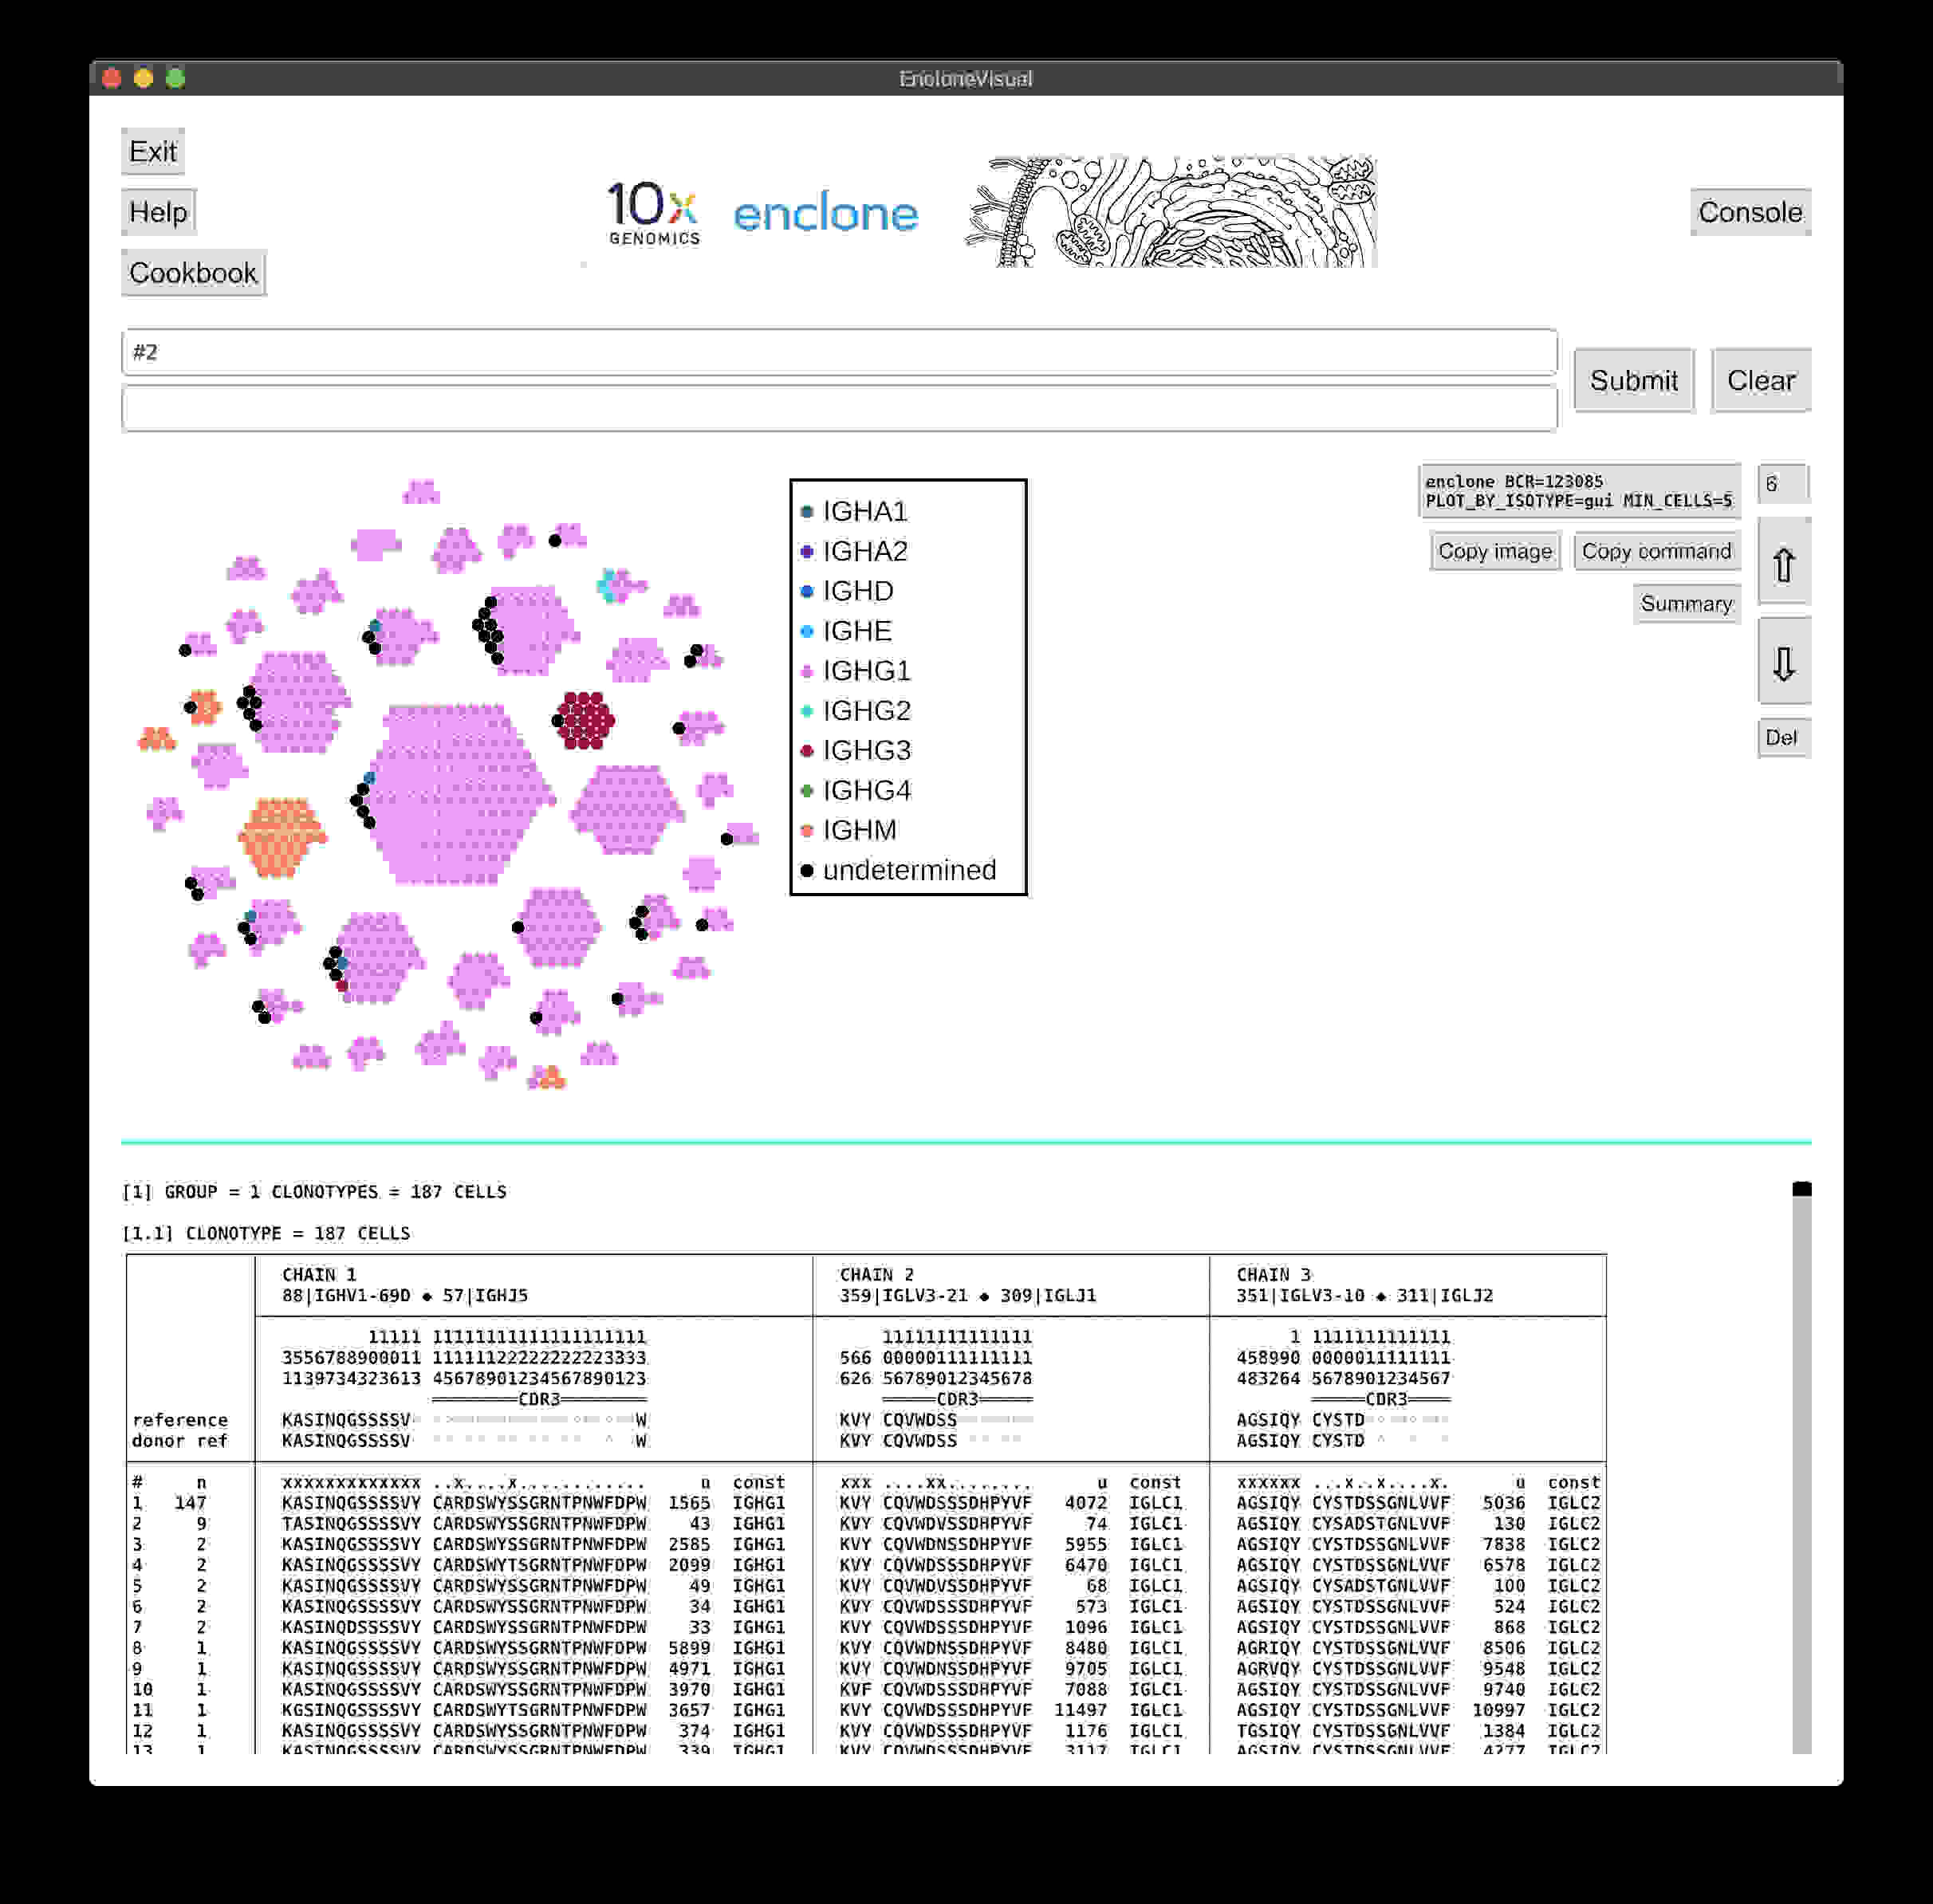 EncloneVisual
Exit
Help
Cookbook
10x
GENOMICS
enclone
Console
#2
Submit
Clear
enclone BCR=123085
PLOT_BY_ISOTYPE=gui MIN_CELLS=5
6
Copy image
Copy command
Summary
⇧
⇩
Del
IGHA1
IGHA2
IGHD
IGHE
IGHG1
IGHG2
IGHG3
IGHG4
IGHM
undetermined
[1] GROUP = 1 CLONOTYPES = 187 CELLS
[1.1] CLONOTYPE = 187 CELLS
CHAIN 1 CHAIN 2 CHAIN 3
88|IGHV1-69D ◆ 57|IGHJ5 359|IGLV3-21 ◆ 309|IGLJ1 351|IGLV3-10 ◆ 311|IGLJ2
11111 11111111111111111111 11111111111111 1 1111111111111
3556788900011 11111122222222223333 566 00000111111111 458990 0000011111111
1139734323613 45678901234567890123 626 56789012345678 483264 5678901234567
CDR3 CDR3 CDR3
reference KASINQGSSSSV W KVY CQVWDSS AGSIQY CYSTD
donor ref KASINQGSSSSV W KVY CQVWDSS AGSIQY CYSTD
# n xxxxxxxxxxxxx ..x....x............ u const xxx ....xx........ u const xxxxxx ...x..x....x. u const
1 147 KASINQGSSSSVY CARDSWYSSGRNTPNWFDPW 1565 IGHG1 KVY CQVWDSSSDHPYVF 4072 IGLC1 AGSIQY CYSTDSSGNLVVF 5036 IGLC2
2 9 TASINQGSSSSVY CARDSWYSSGRNTPNWFDPW 43 IGHG1 KVY CQVWDVSSDHPYVF 74 IGLC1 AGSIQY CYSADSTGNLVVF 130 IGLC2
3 2 KASINQGSSSSVY CARDSWYSSGRNTPNWFDPW 2585 IGHG1 KVY CQVWDNSSDHPYVF 5955 IGLC1 AGSIQY CYSTDSSGNLVVF 7838 IGLC2
4 2 KASINQGSSSSVY CARDSWYTSGRNTPNWFDPW 2099 IGHG1 KVY CQVWDSSSDHPYVF 6470 IGLC1 AGSIQY CYSTDSSGNLVVF 6578 IGLC2
5 2 KASINQGSSSSVY CARDSWYSSGRNTPNWFDPW 49 IGHG1 KVY CQVWDVSSDHPYVF 68 IGLC1 AGSIQY CYSADSTGNLVVF 100 IGLC2
6 2 KASINQGSSSSVY CARDSWYSSGRNTPNWFDPW 34 IGHG1 KVY CQVWDSSSDHPYVF 573 IGLC1 AGSIQY CYSTDSSGNLVVF 524 IGLC2
7 2 KASINQDSSSSVY CARDSWYSSGRNTPNWFDPW 33 IGHG1 KVY CQVWDSSSDHPYVF 1096 IGLC1 AGSIQY CYSTDSSGNLVVF 868 IGLC2
8 1 KASINQGSSSSVY CARDSWYSSGRNTPNWFDPW 5899 IGHG1 KVY CQVWDNSSDHPYVF 8480 IGLC1 AGRIQY CYSTDSSGNLVVF 8506 IGLC2
9 1 KASINQGSSSSVY CARDSWYSSGRNTPNWFDPW 4971 IGHG1 KVY CQVWDNSSDHPYVF 9705 IGLC1 AGRVQY CYSTDSSGNLVVF 9548 IGLC2
10 1 KASINQGSSSSVY CARDSWYSSGRNTPNWFDPW 3970 IGHG1 KVF CQVWDSSSDHPYVF 7088 IGLC1 AGSIQY CYSTDSSGNLVVF 9740 IGLC2
11 1 KGSINQGSSSSVY CARDSWYTSGRNTPNWFDPW 3657 IGHG1 KVY CQVWDSSSDHPYVF 11497 IGLC1 AGSIQY CYSTDSSGNLVVF 10997 IGLC2
12 1 KASINQGSSSSVY CARDSWYSSGRNTPNWFDPW 374 IGHG1 KVY CQVWDSSSDHPYVF 1176 IGLC1 TGSIQY CYSTDSSGNLVVF 1384 IGLC2
13 1 KASINQGSSSSVY CARDSWYSSGRNTPNWFDPW 339 IGHG1 KVY CQVWDSSSDHPYVF 3117 IGLC1 AGSIQY CYSTDSSGNLVVF 4277 IGLC2